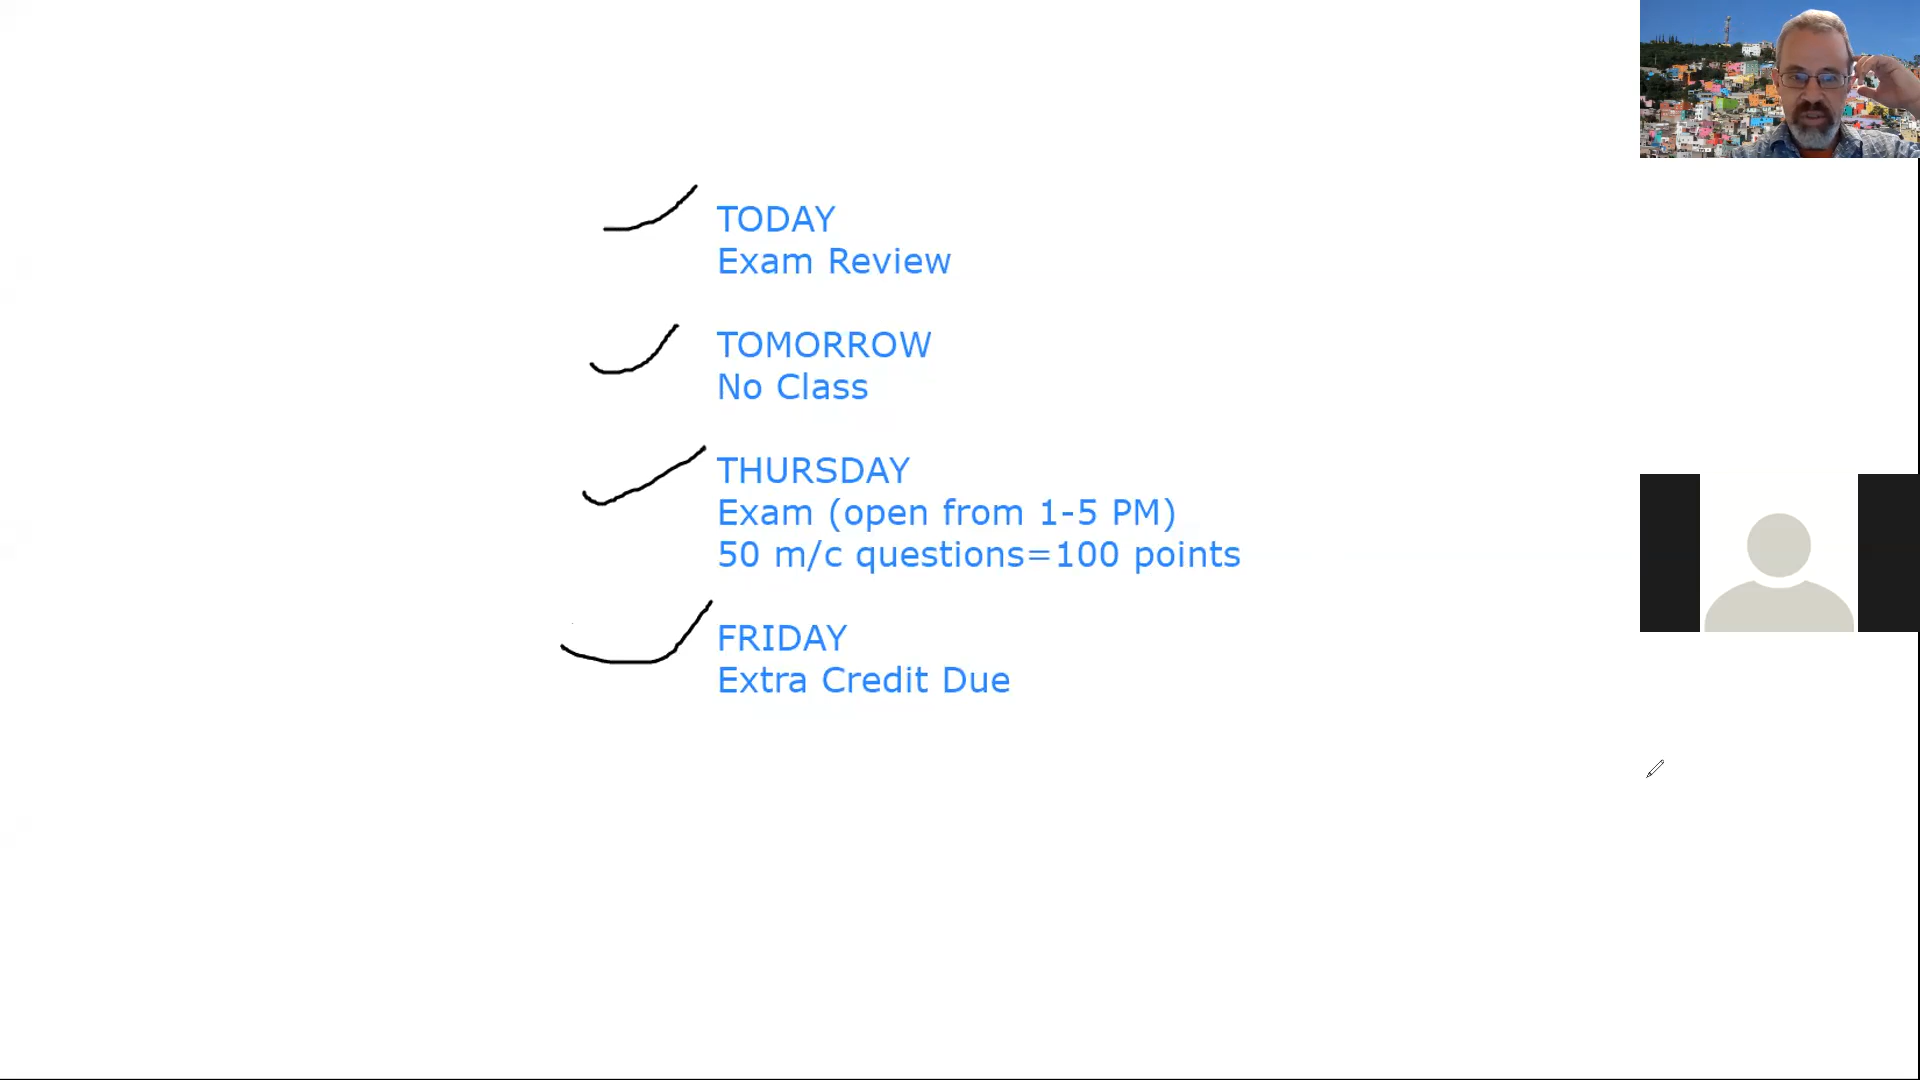 TODAY
Exam Review
TOMORROW
No Class
THURSDAY
Exam (open from 1-5 PM)
50 m/c questions=100 points
FRIDAY
Extra Credit Due